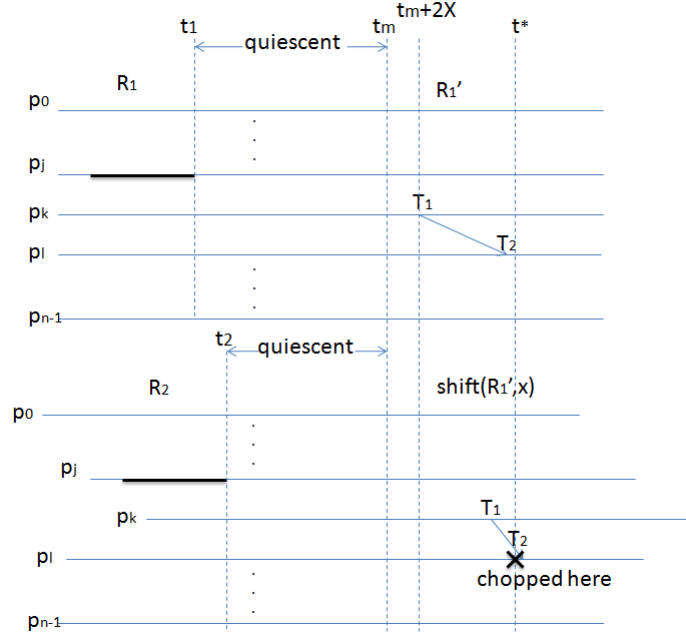 tm+2X
t1 quiescent tm t*
R1 R1’
p0
pj
pk T1
pl T2
pn-1
t2 quiescent
R2 shift(R1’,x)
p0
pj
pk T1
pl T2
chopped here
pn-1